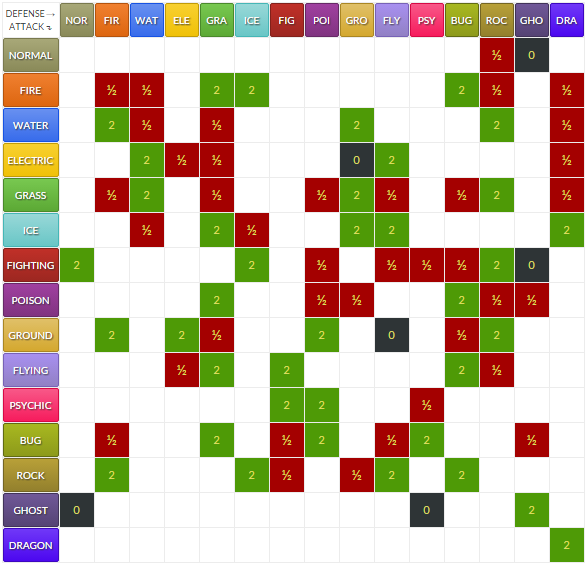 DEFENSE→ NOR FIR WAT ELE GRA ICE FIG POI GRO FLY PSY BUG ROC GHO DRA
ATTACK↴
NORMAL ½ 0
FIRE ½ ½ 2 2 2 ½ ½
WATER 2 ½ ½ 2 2 ½
ELECTRIC 2 ½ ½ 0 2 ½
GRASS ½ 2 ½ ½ 2 ½ ½ 2 ½
ICE ½ 2 ½ 2 2 2
FIGHTING 2 2 ½ ½ ½ ½ 2 0
POISON 2 ½ ½ 2 ½ ½
GROUND 2 2 ½ 2 0 ½ 2
FLYING ½ 2 2 2 ½
PSYCHIC 2 2 ½
BUG ½ 2 ½ 2 ½ 2 ½
ROCK 2 2 ½ ½ 2 2
GHOST 0 0 2
DRAGON 2